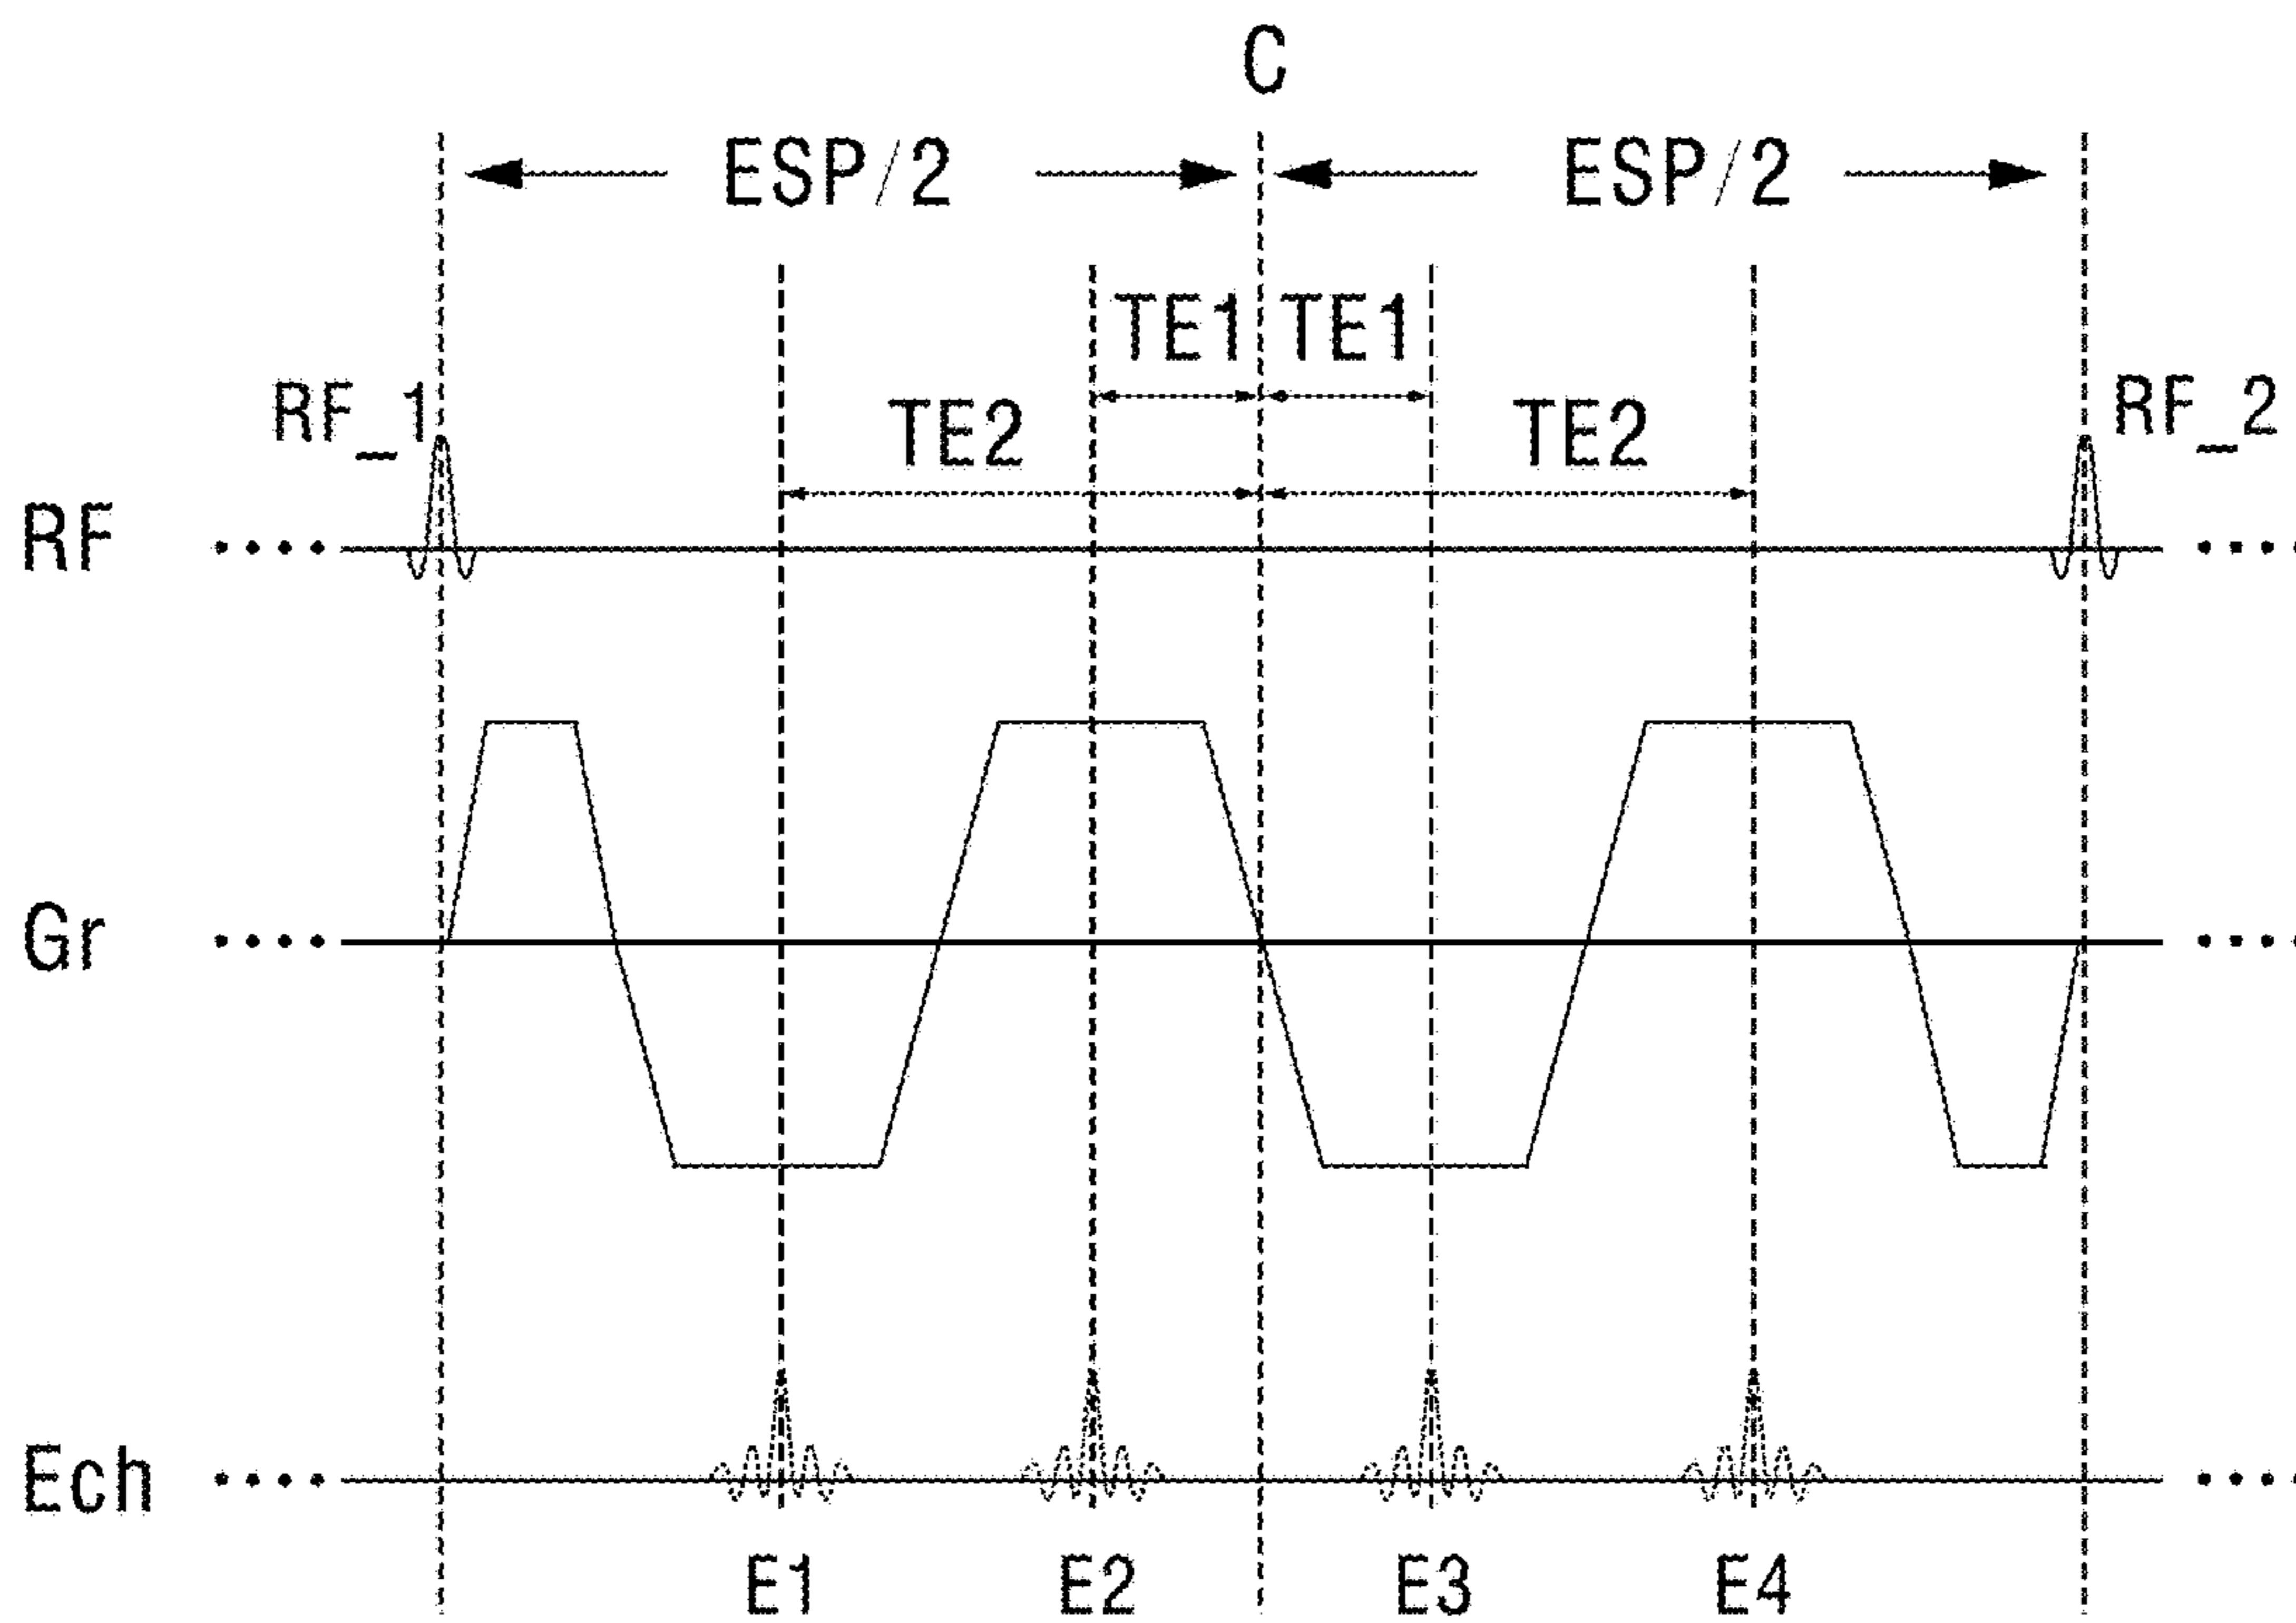 C
ESP/2 ESP/2
TE1 TE1
RF_1 TE2 TE2 RF_2
RF
Gr
Ech
E1 E2 E3 E4